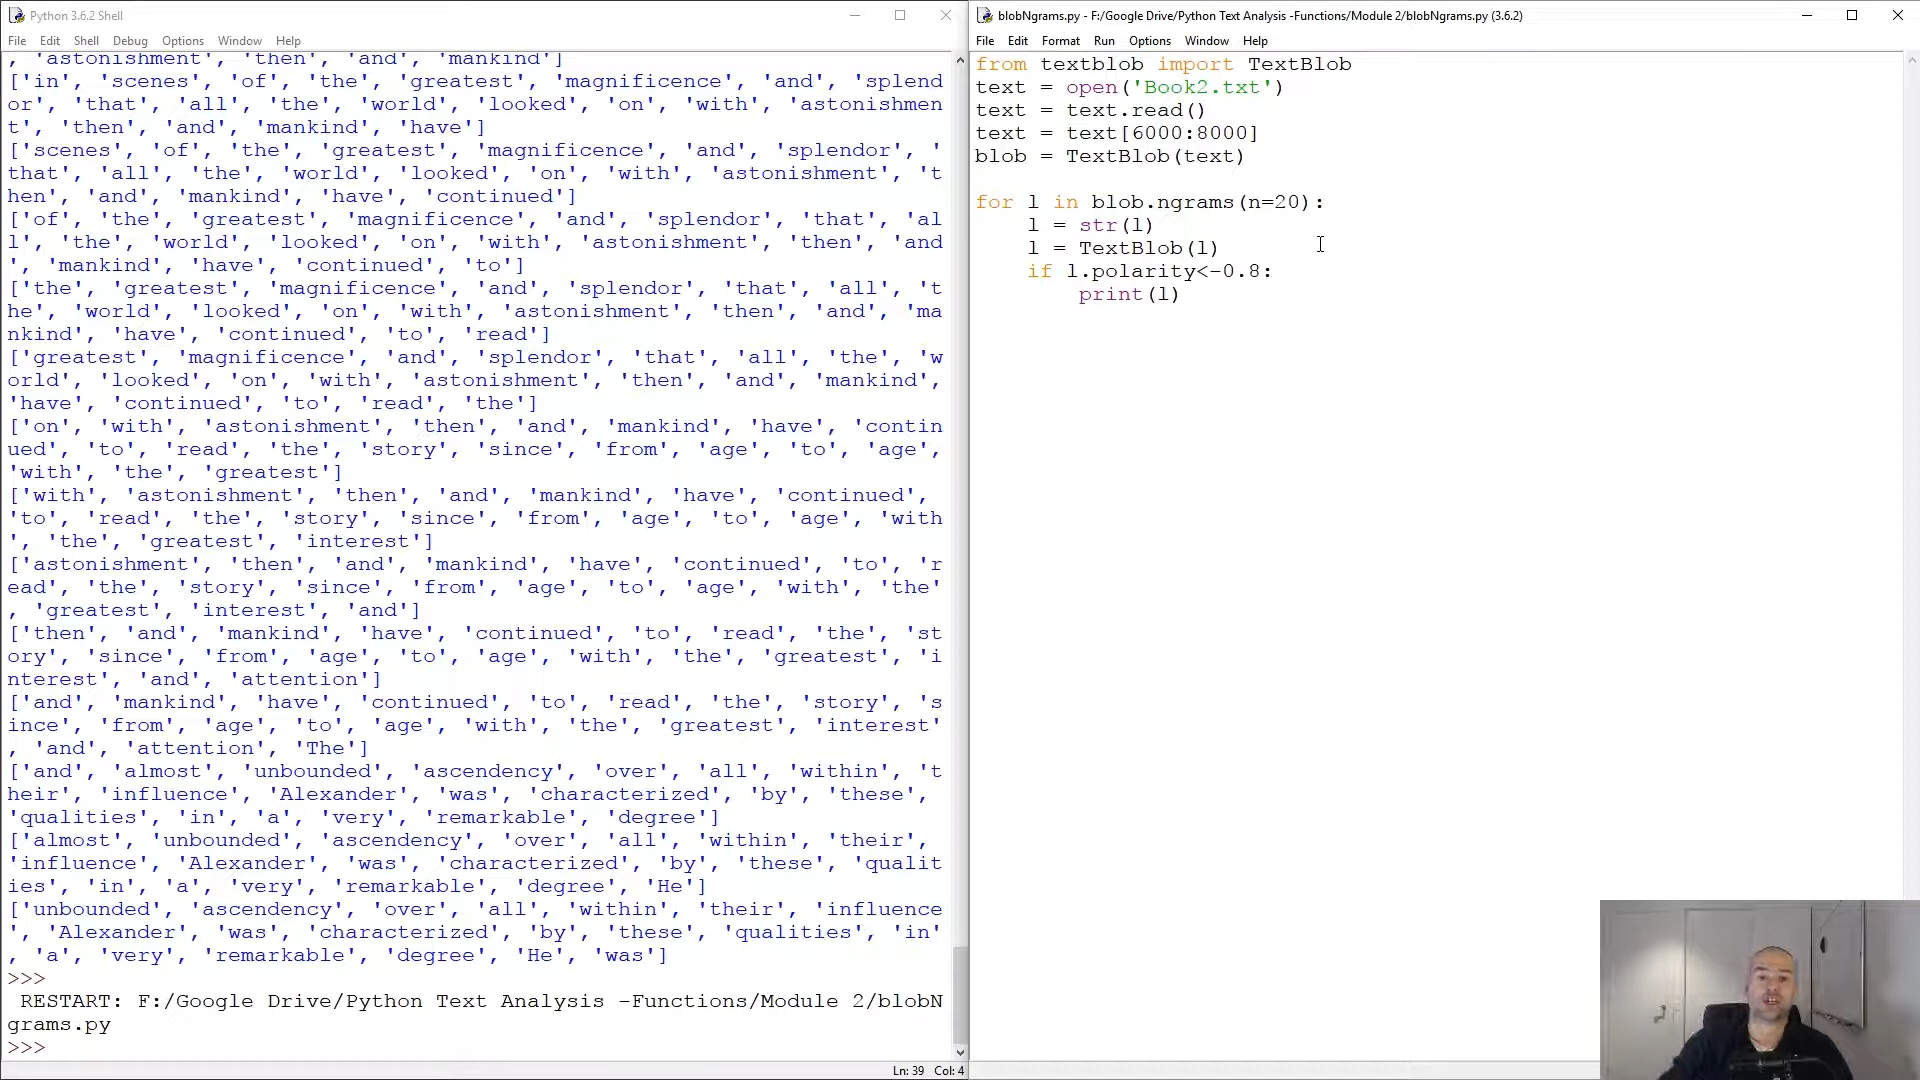 Python 3.6.2 Shell
File Edit Shell Debug Options Window Help
, 'astonishment', 'then', 'and', 'mankind']
['in', 'scenes', 'of', 'the', 'greatest', 'magnificence', 'and', 'splend
or', 'that', 'all', 'the', 'world', 'looked', 'on', 'with', 'astonishmen
t', 'then', 'and', 'mankind', 'have']
['scenes', 'of', 'the', 'greatest', 'magnificence', 'and', 'splendor', '
that', 'all', 'the', 'world', 'looked', 'on', 'with', 'astonishment', 't
hen', 'and', 'mankind', 'have', 'continued']
['of', 'the', 'greatest', 'magnificence', 'and', 'splendor', 'that', 'al
l', 'the', 'world', 'looked', 'on', 'with', 'astonishment', 'then', 'and
', 'mankind', 'have', 'continued', 'to']
['the', 'greatest', 'magnificence', 'and', 'splendor', 'that', 'all', 't
he', 'world', 'looked', 'on', 'with', 'astonishment', 'then', 'and', 'ma
nkind', 'have', 'continued', 'to', 'read']
['greatest', 'magnificence', 'and', 'splendor', 'that', 'all', 'the', 'w
orld', 'looked', 'on', 'with', 'astonishment', 'then', 'and', 'mankind',
'have', 'continued', 'to', 'read', 'the']
['on', 'with', 'astonishment', 'then', 'and', 'mankind', 'have', 'contin
ued', 'to', 'read', 'the', 'story', 'since', 'from', 'age', 'to', 'age',
'with', 'the', 'greatest']
['with', 'astonishment', 'then', 'and', 'mankind', 'have', 'continued',
'to', 'read', 'the', 'story', 'since', 'from', 'age', 'to', 'age', 'with
', 'the', 'greatest', 'interest']
['astonishment', 'then', 'and', 'mankind', 'have', 'continued', 'to', 'r
ead', 'the', 'story', 'since', 'from', 'age', 'to', 'age', 'with', 'the'
, 'greatest', 'interest', 'and']
['then', 'and', 'mankind', 'have', 'continued', 'to', 'read', 'the', 'st
ory', 'since', 'from', 'age', 'to', 'age', 'with', 'the', 'greatest', 'i
nterest', 'and', 'attention']
['and', 'mankind', 'have', 'continued', 'to', 'read', 'the', 'story', 's
ince', 'from', 'age', 'to', 'age', 'with', 'the', 'greatest', 'interest'
, 'and', 'attention', 'The']
['and', 'almost', 'unbounded', 'ascendency', 'over', 'all', 'within', 't
heir', 'influence', 'Alexander', 'was', 'characterized', 'by', 'these',
'qualities', 'in', 'a', 'very', 'remarkable', 'degree']
['almost', 'unbounded', 'ascendency', 'over', 'all', 'within', 'their',
'influence', 'Alexander', 'was', 'characterized', 'by', 'these', 'qualit
ies', 'in', 'a', 'very', 'remarkable', 'degree', 'He']
['unbounded', 'ascendency', 'over', 'all', 'within', 'their', 'influence
', 'Alexander', 'was', 'characterized', 'by', 'these', 'qualities', 'in'
, 'a', 'very', 'remarkable', 'degree', 'He', 'was']
>>>
RESTART: F:/Google Drive/Python Text Analysis -Functions/Module 2/blobN
grams.py
>>>
Ln: 39 Col: 4
blobNgrams.py - F:/Google Drive/Python Text Analysis -Functions/Module 2/blobNgrams.py (3.6.2)
File Edit Format Run Options Window Help
from textblob import TextBlob
text = open('Book2.txt')
text = text.read()
text = text[6000:8000]
blob = TextBlob(text)
for l in blob.ngrams(n=20):
    l = str(l)
    l = TextBlob(l)
    if l.polarity<-0.8:
        print(l)